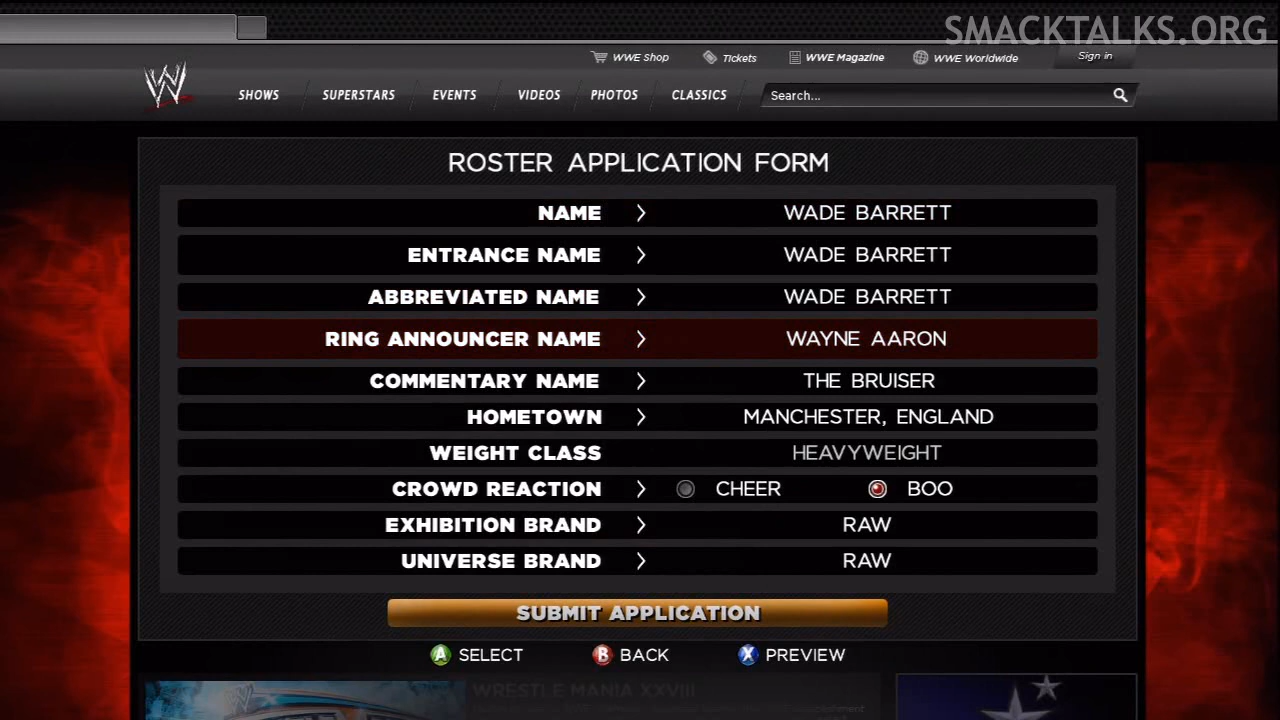 SMACKTALKS.ORG
WWE Shop Tickets WWE Magazine WWE Worldwide Sign in
W
SHOWS SUPERSTARS EVENTS VIDEOS PHOTOS CLASSICS Search...
ROSTER APPLICATION FORM
NAME > WADE BARRETT
ENTRANCE NAME > WADE BARRETT
ABBREVIATED NAME > WADE BARRETT
RING ANNOUNCER NAME > WAYNE AARON
COMMENTARY NAME > THE BRUISER
HOMETOWN > MANCHESTER, ENGLAND
WEIGHT CLASS HEAVYWEIGHT
CROWD REACTION > CHEER BOO
EXHIBITION BRAND > RAW
UNIVERSE BRAND > RAW
SUBMIT APPLICATION
A SELECT B BACK X PREVIEW
WRESTLE MANIA XXVIII